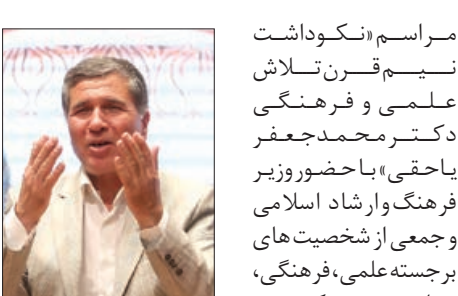 مراسم «نکوداشت
نیم‌قرن تلاش
علمی و فرهنگی
دکتر محمدجعفر
یاحقی» با حضور وزیر
فرهنگ وارشاد اسلامی
و جمعی از شخصیت های
برجسته علمی، فرهنگی،